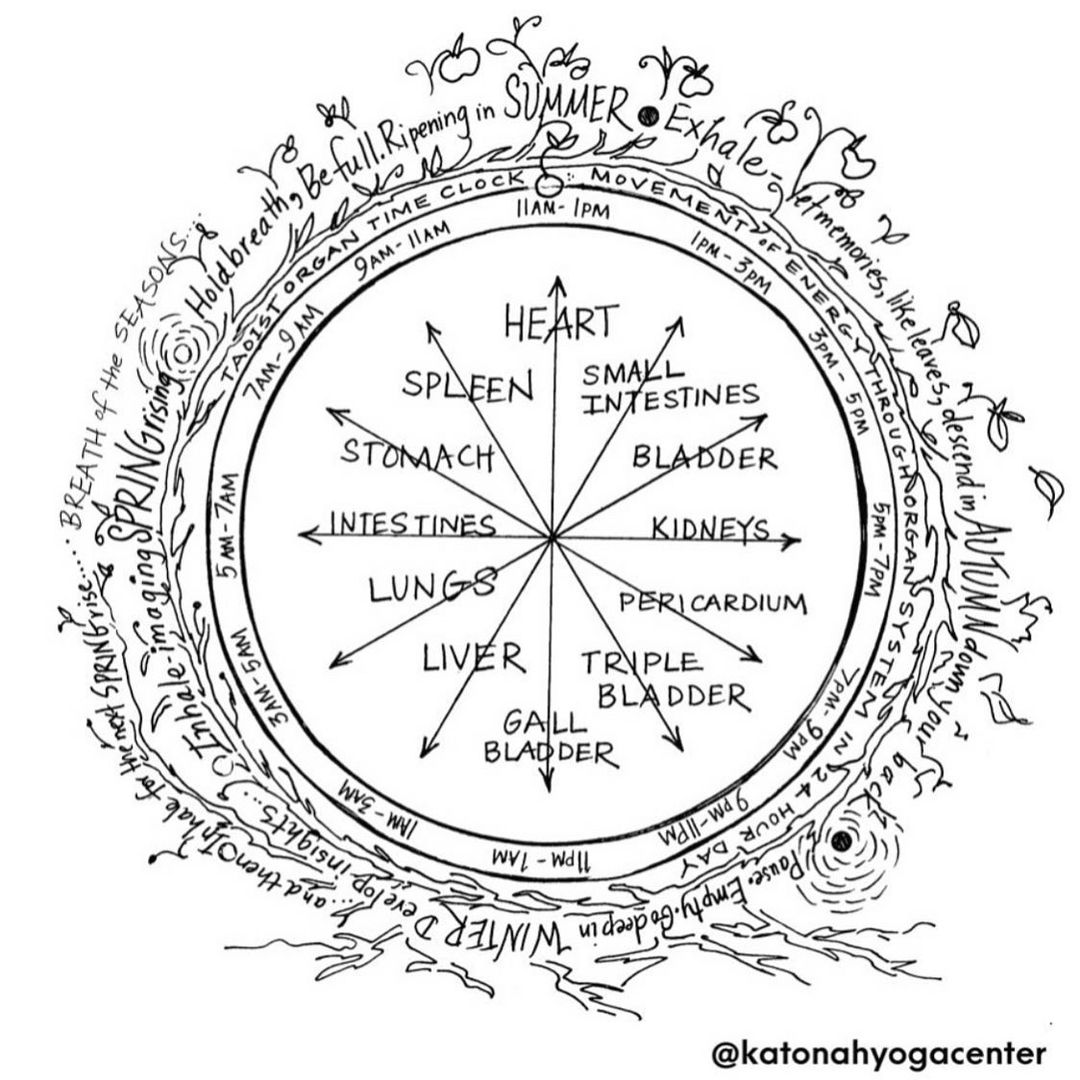 BREATH of the SEASONS...
Inhale-imaging SPRING rising
Hold breath, Be full. Ripening in SUMMER
Exhale-let memories, like leaves, descend in AUTUMN down your back
Pause. Empty. Go deep in WINTER Develop insights...
...and then Inhale for the next SPRING rise....
TAOIST ORGAN TIME CLOCK : MOVEMENT OF ENERGY THROUGH ORGAN SYSTEM IN 24 HOUR DAY
11AM-1PM
1PM-3PM
3PM-5PM
5PM-7PM
7PM-9PM
9PM-11PM
11PM-1AM
1AM-3AM
3AM-5AM
5AM-7AM
7AM-9AM
9AM-11AM
HEART
SMALL
INTESTINES
BLADDER
KIDNEYS
PERICARDIUM
TRIPLE
BLADDER
GALL
BLADDER
LIVER
LUNGS
INTESTINES
STOMACH
SPLEEN
@katonahyogacenter